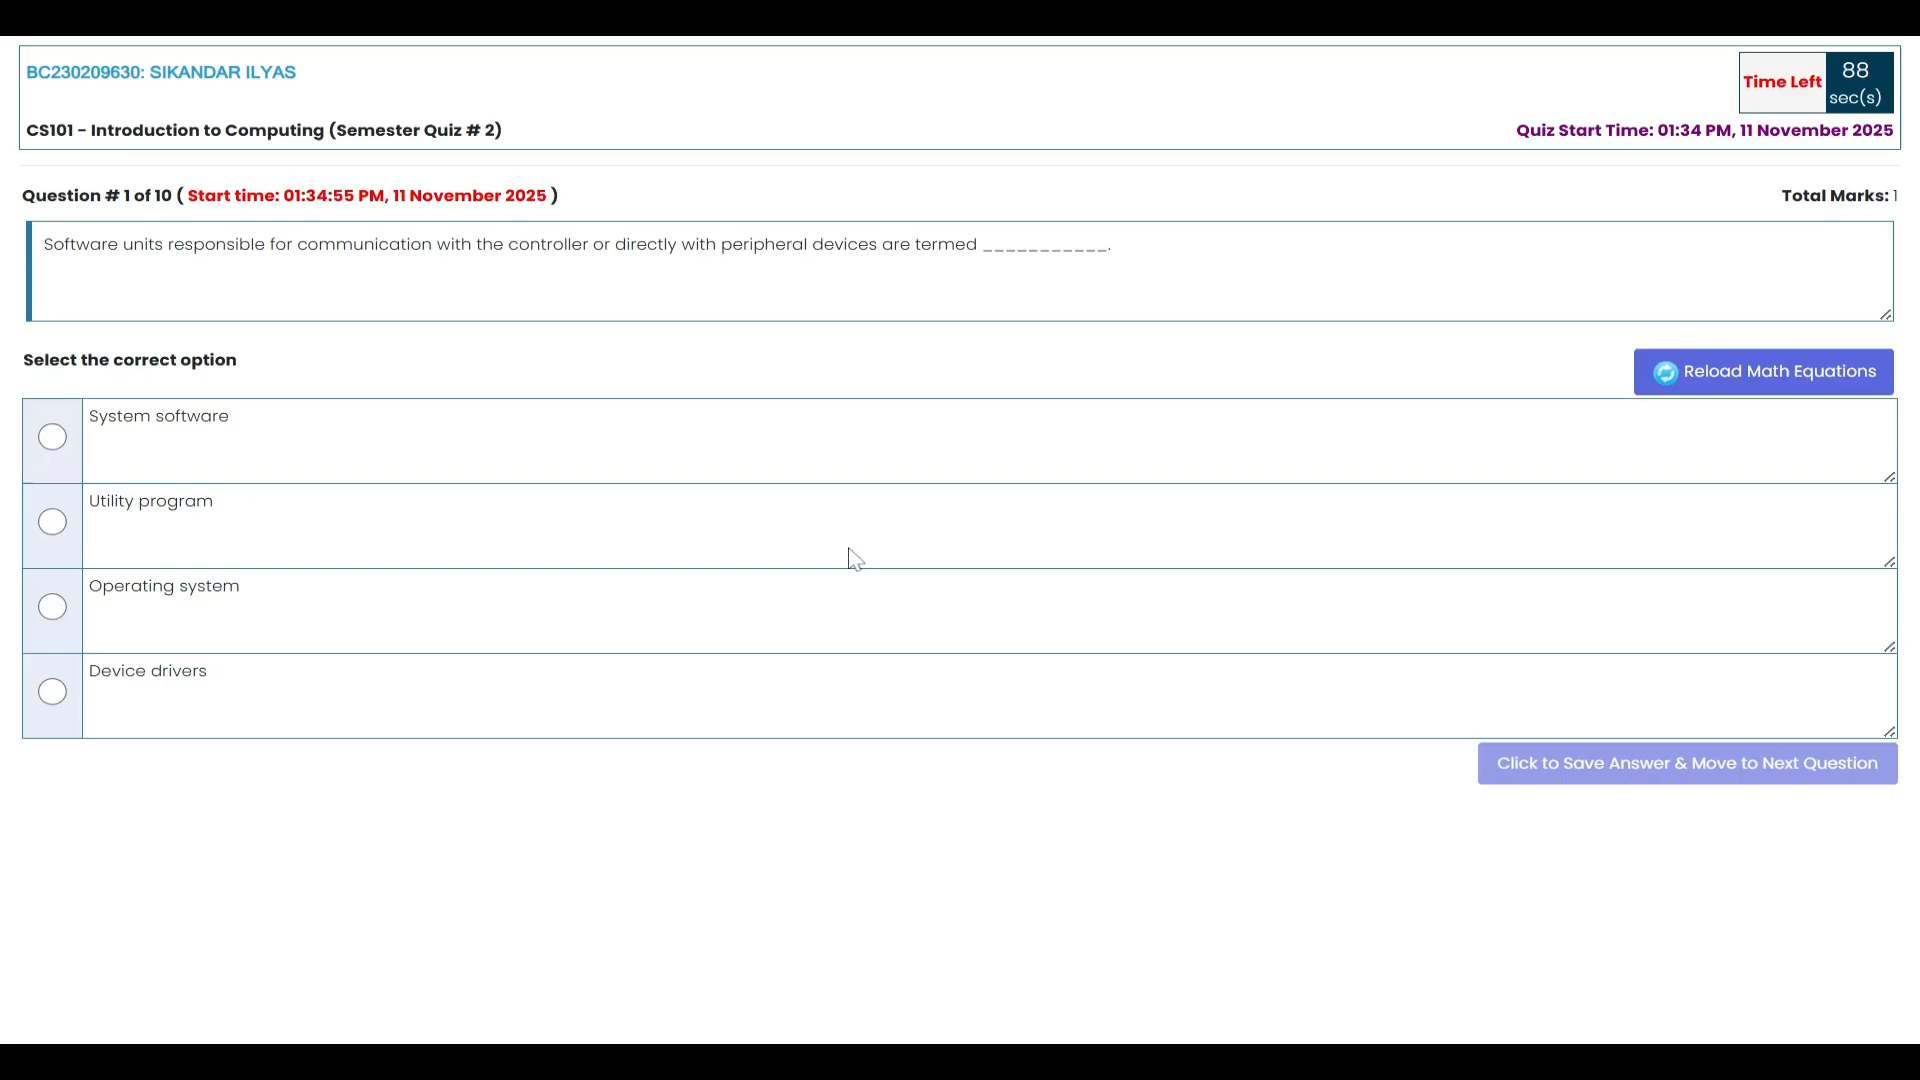 BC230209630: SIKANDAR ILYAS
Time Left
88
sec(s)
CS101 - Introduction to Computing (Semester Quiz # 2)
Quiz Start Time: 01:34 PM, 11 November 2025
Question # 1 of 10 ( Start time: 01:34:55 PM, 11 November 2025 )
Total Marks: 1
Software units responsible for communication with the controller or directly with peripheral devices are termed ___________.
Select the correct option
Reload Math Equations
System software
Utility program
Operating system
Device drivers
Click to Save Answer & Move to Next Question